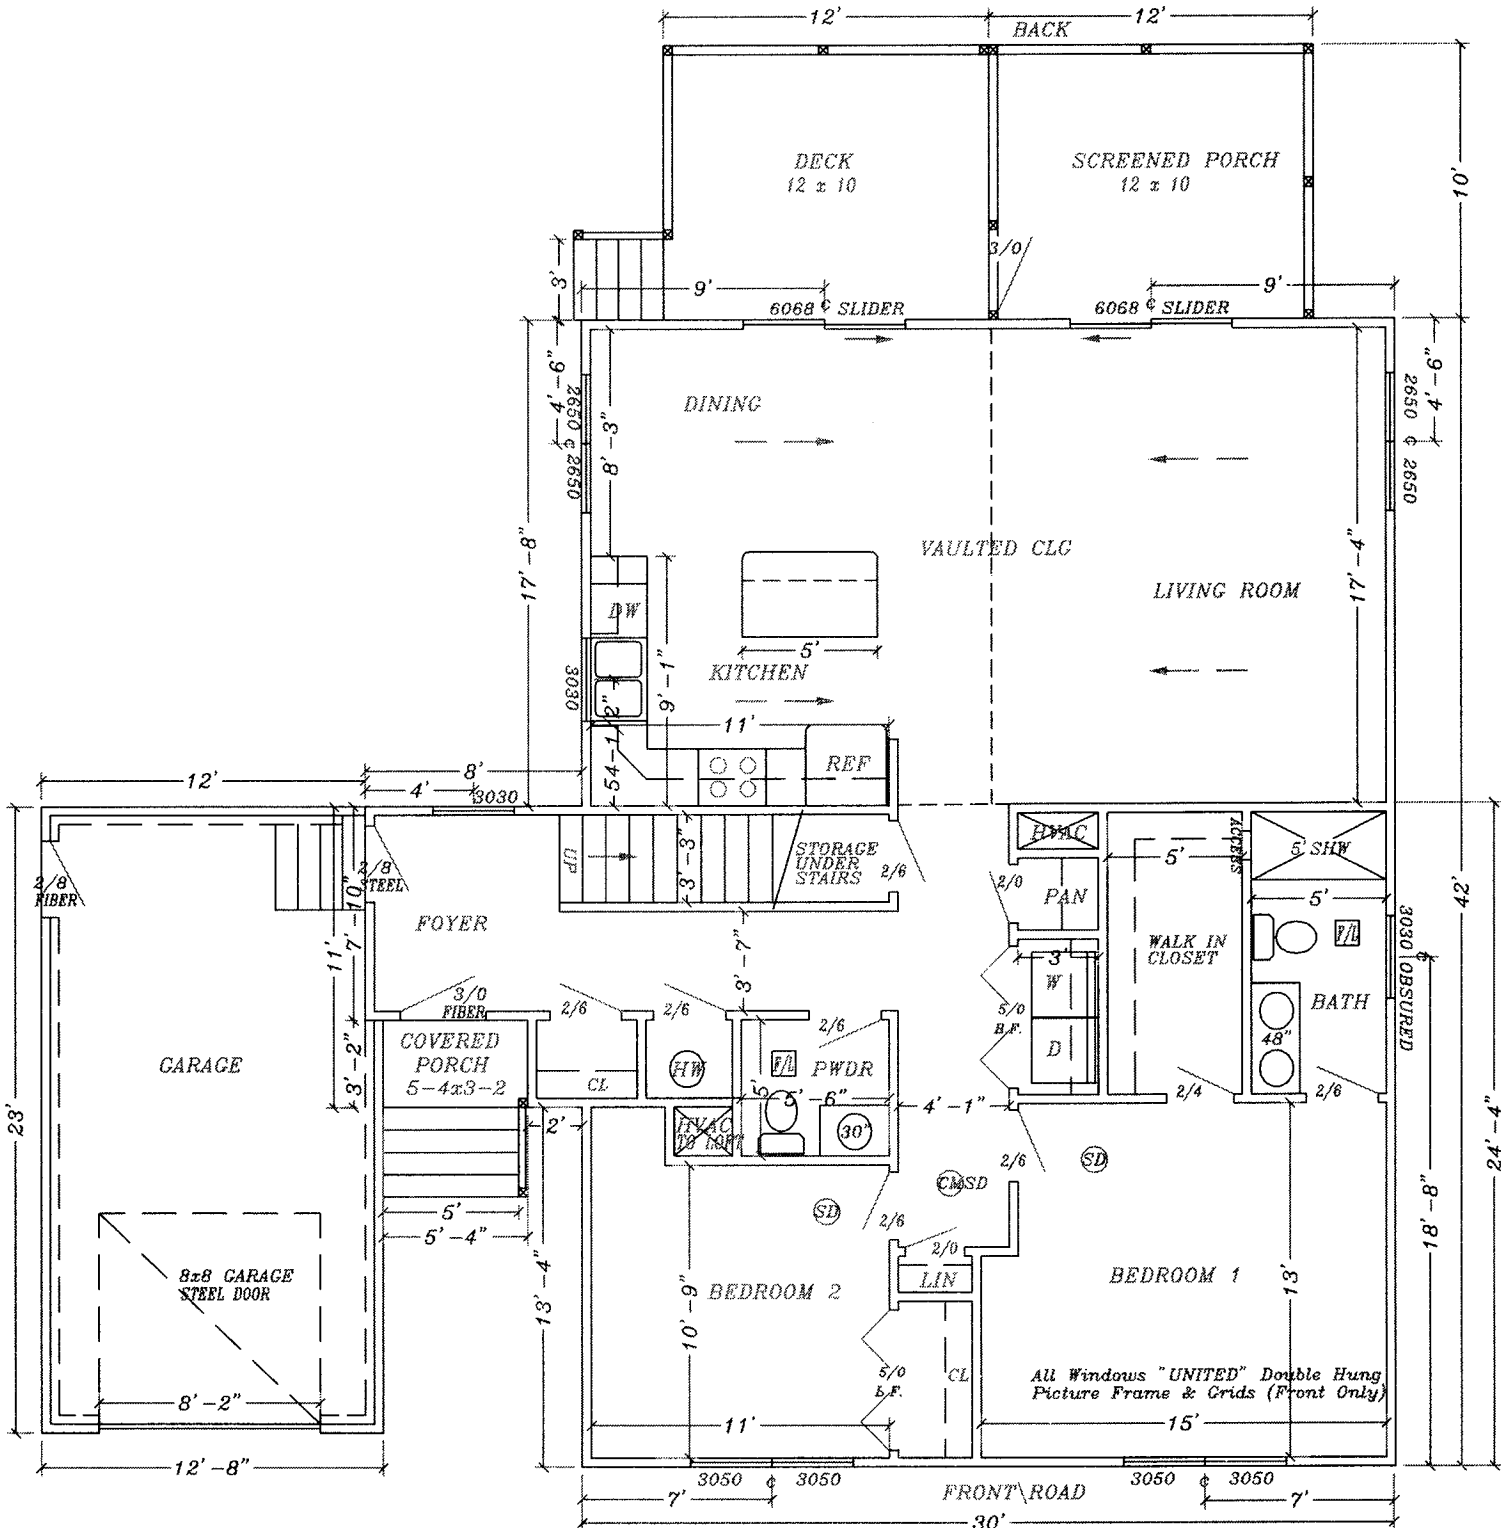 12'
12'
BACK
DECK
12 x 10
SCREENED PORCH
12 x 10
10'
3/0
3'
9'
9'
6068 ȼ SLIDER
6068 ȼ SLIDER
4'-6"
2650 ȼ 2650
8'-3"
DINING
17'-4"
2650 ȼ 2650
4'-6"
17'-8"
VAULTED CLG
LIVING ROOM
DW
5'
3030
KITCHEN
9'-1"
54-1/2"
11'
REF
12'
8'
4'
3030
23'
2/8
FIBER
2/8
STEEL
7'-10"
11'
3'-2"
UP
3'-3"
STORAGE
UNDER
STAIRS
2/6
HVAC
2/0
PAN
5'
ACCESS
5' SHW
5'
FOYER
3'-7"
3'
W
D
5/0
B.F.
WALK IN
CLOSET
F/L
BATH
48"
3030 OBSURED
ȼ
42'
3/0
FIBER
2/6
2/6
2/6
GARAGE
COVERED
PORCH
5-4x3-2
CL
HW
F/L
PWDR
5'
5'-6"
4'-1"
2/4
2/6
2'
HVAC
TO LOFT
30"
2/6
SD
CMSD
SD
2/6
2/0
LIN
5'
5'-4"
8x8 GARAGE
STEEL DOOR
13'-4"
10'-9"
BEDROOM 2
BEDROOM 1
13'
18'-8"
24'-4"
5/0
B.F.
CL
All Windows "UNITED" Double Hung
Picture Frame & Grids (Front Only)
8'-2"
11'
15'
12'-8"
3050 ȼ 3050
3050 ȼ 3050
7'
FRONT\ROAD
7'
30'